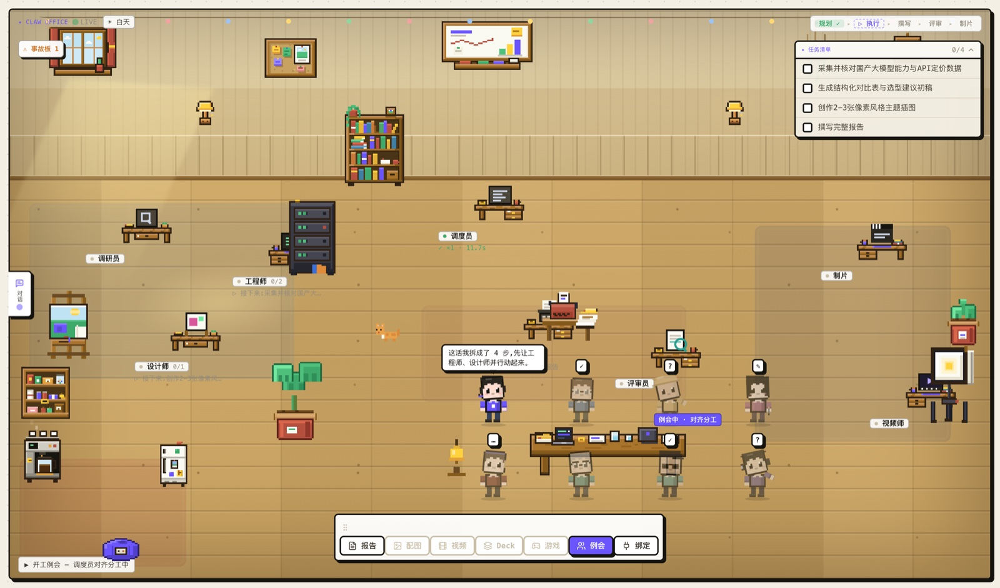 CLAW OFFICE LIVE
☀ 白天
⚠ 事故板 1
规划 ✓ ▸ ▷ 执行 ▸ 撰写 ▸ 评审 ▸ 制片
任务清单 0/4
采集并核对国产大模型能力与API定价数据
生成结构化对比表与选型建议初稿
创作2–3张像素风格主题插图
撰写完整报告
调度员
✓ ×1 · 11.7s
调研员
制片
工程师 0/2
▷ 接下来:采集并核对国产大…
对话
设计师 0/1
▷ 接下来:创作2–3张像素风…
这活我拆成了 4 步,先让工
程师、设计师并行动起来。
评审员
例会中 · 对齐分工
视频师
报告
配图
视频
Deck
游戏
例会
绑定
▶ 开工例会 — 调度员对齐分工中